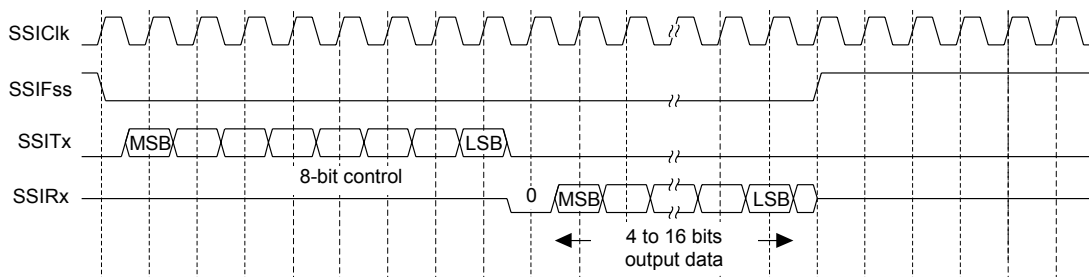 SSIClk
SSIFss
SSITx
MSB
LSB
8-bit control
SSIRx
0
MSB
LSB
4 to 16 bits
output data